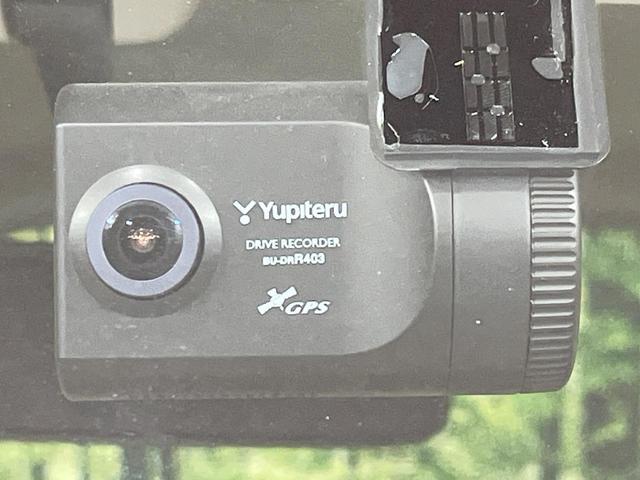 Yupiteru
DRIVE RECORDER
BU-DRR403
GPS